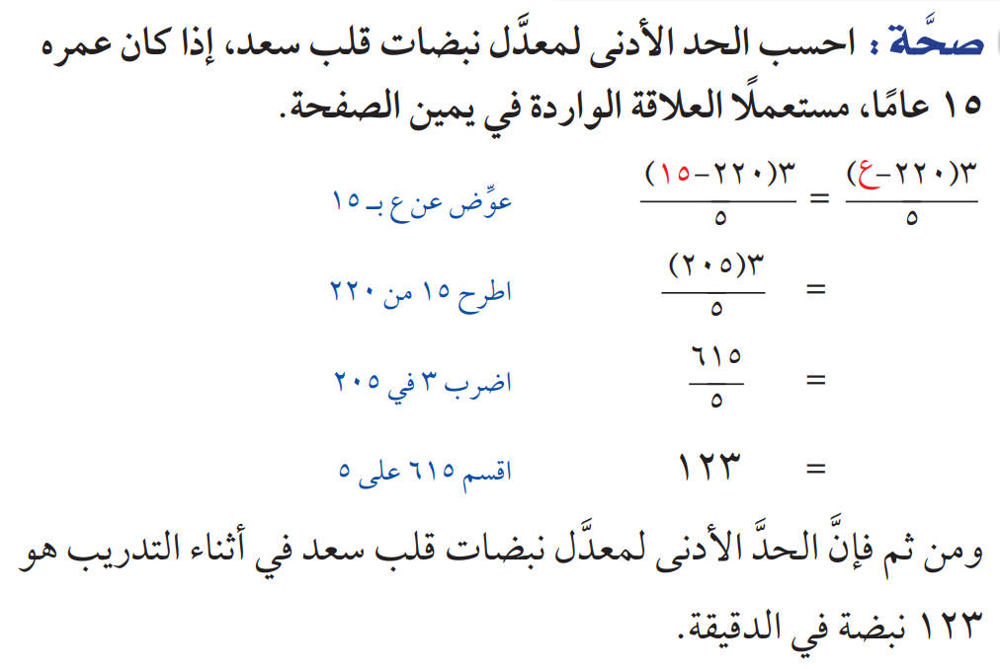 صحَّة : احسب الحد الأدنى لمعدَّل نبضات قلب سعد، إذا كان عمره
١٥ عامًا، مستعملًا العلاقة الواردة في يمين الصفحة.
٣(٢٢٠-ع)/٥ = ٣(٢٢٠-١٥)/٥ عوِّض عن ع بـ ١٥
= ٣(٢٠٥)/٥ اطرح ١٥ من ٢٢٠
= ٦١٥/٥ اضرب ٣ في ٢٠٥
= ١٢٣ اقسم ٦١٥ على ٥
ومن ثم فإنَّ الحدَّ الأدنى لمعدَّل نبضات قلب سعد في أثناء التدريب هو
١٢٣ نبضة في الدقيقة.